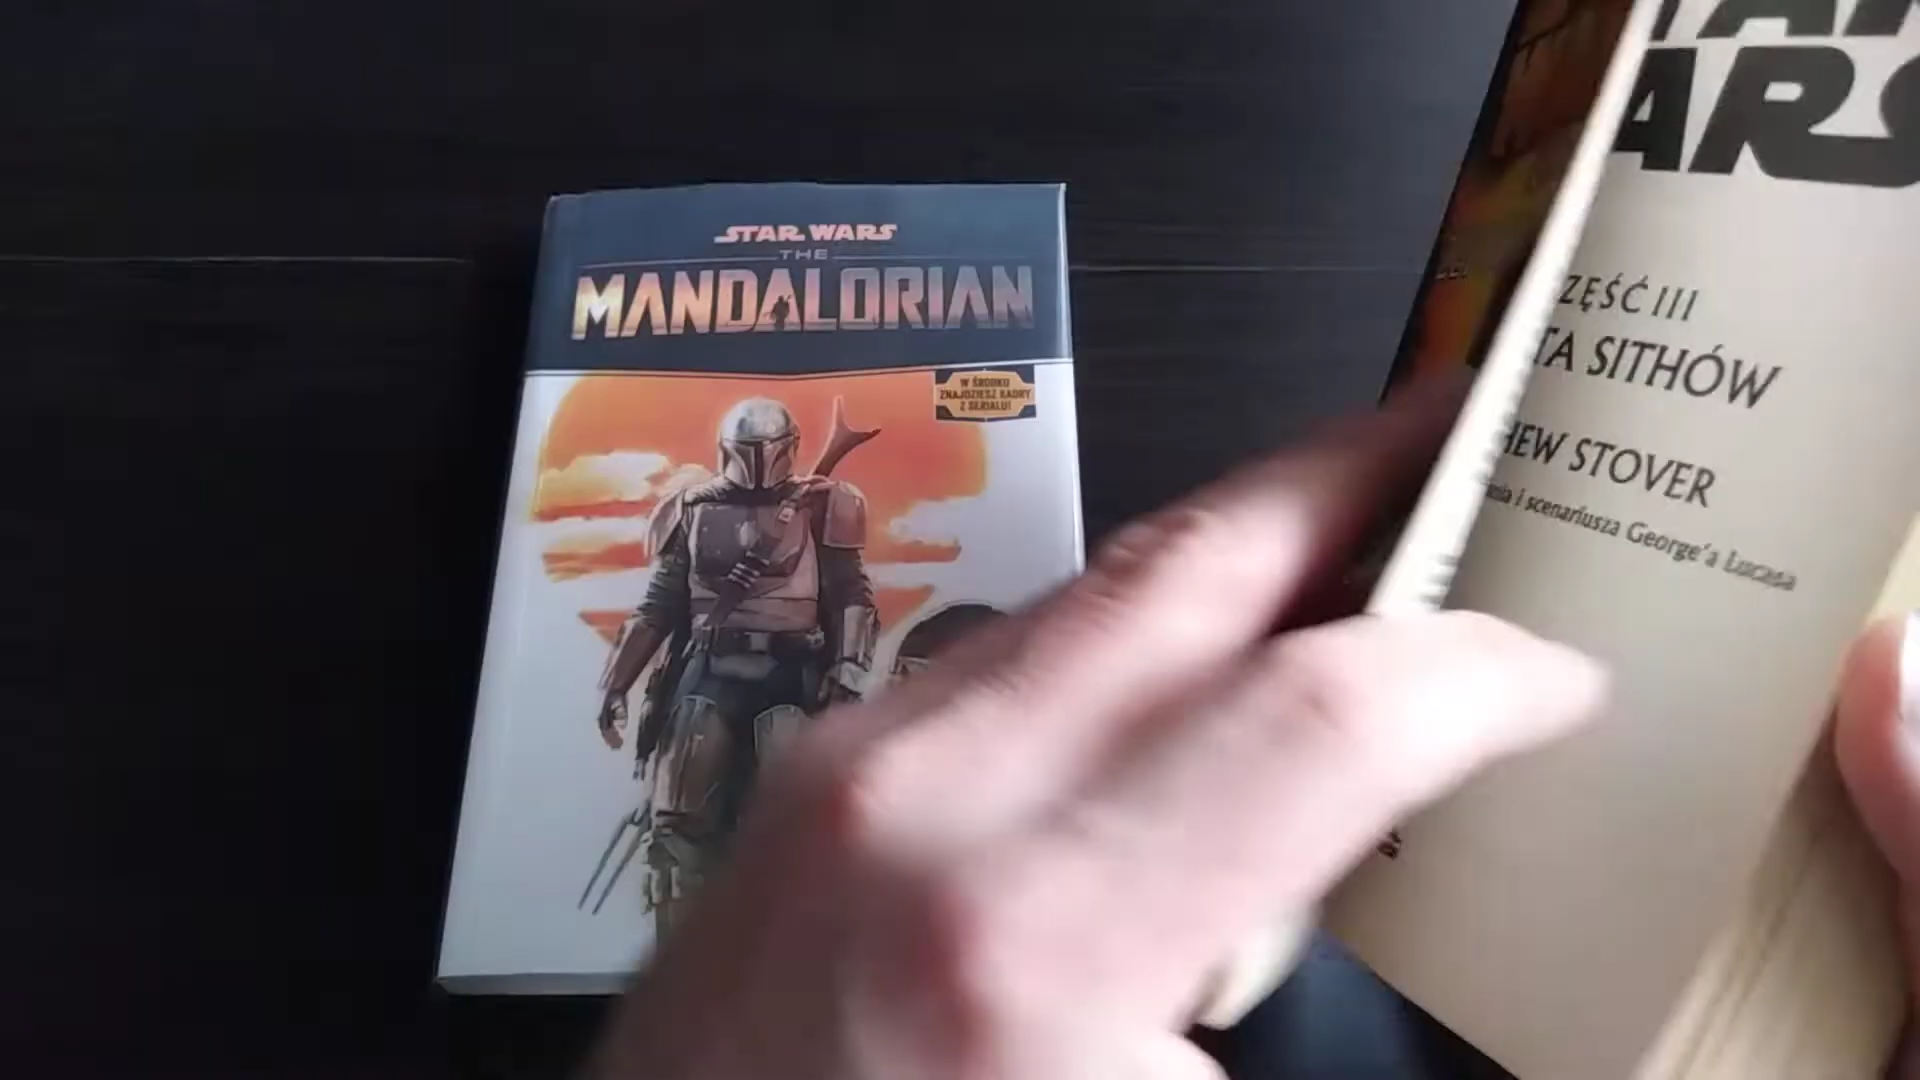 STAR WARS
THE
MANDALORIAN
W ŚRODKU
ZNAJDZIESZ KADRY
Z SERIALU!
ARS
ZĘŚĆ III
TA SITHÓW
HEW STOVER
i scenariusza George'a Lucasa